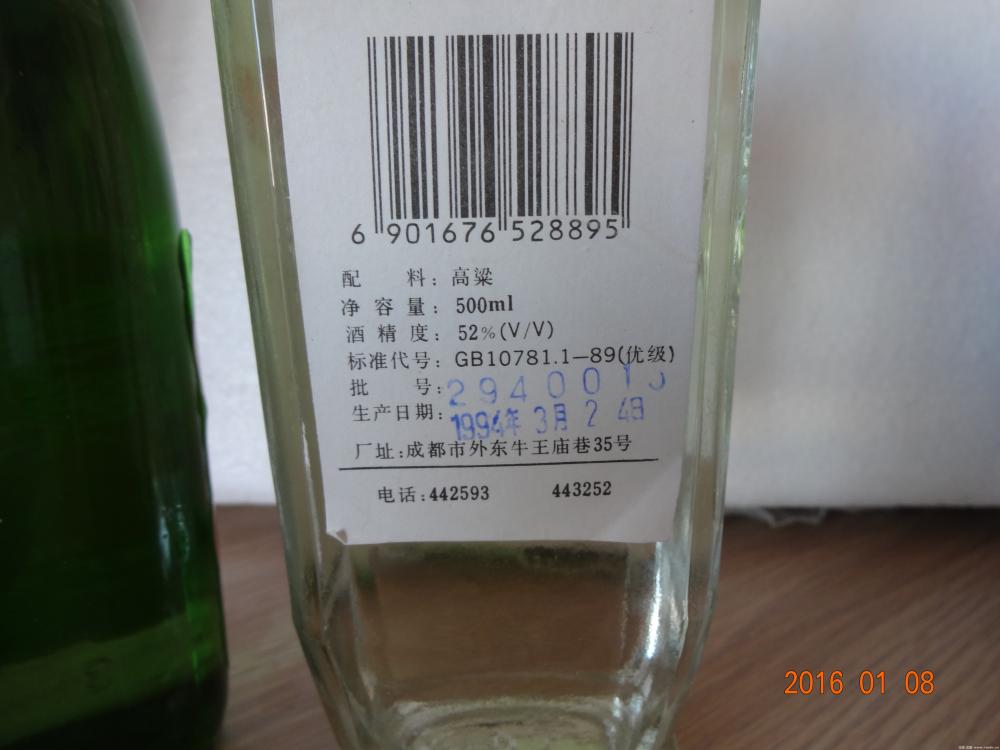 6 901676 528895
配 料：高粱
净容量：500ml
酒精度：52%(V/V)
标准代号：GB10781.1—89(优级)
批 号：294001
生产日期：1994年3月24日
厂址：成都市外东牛王庙巷35号
电话：442593 443252
2016 01 08